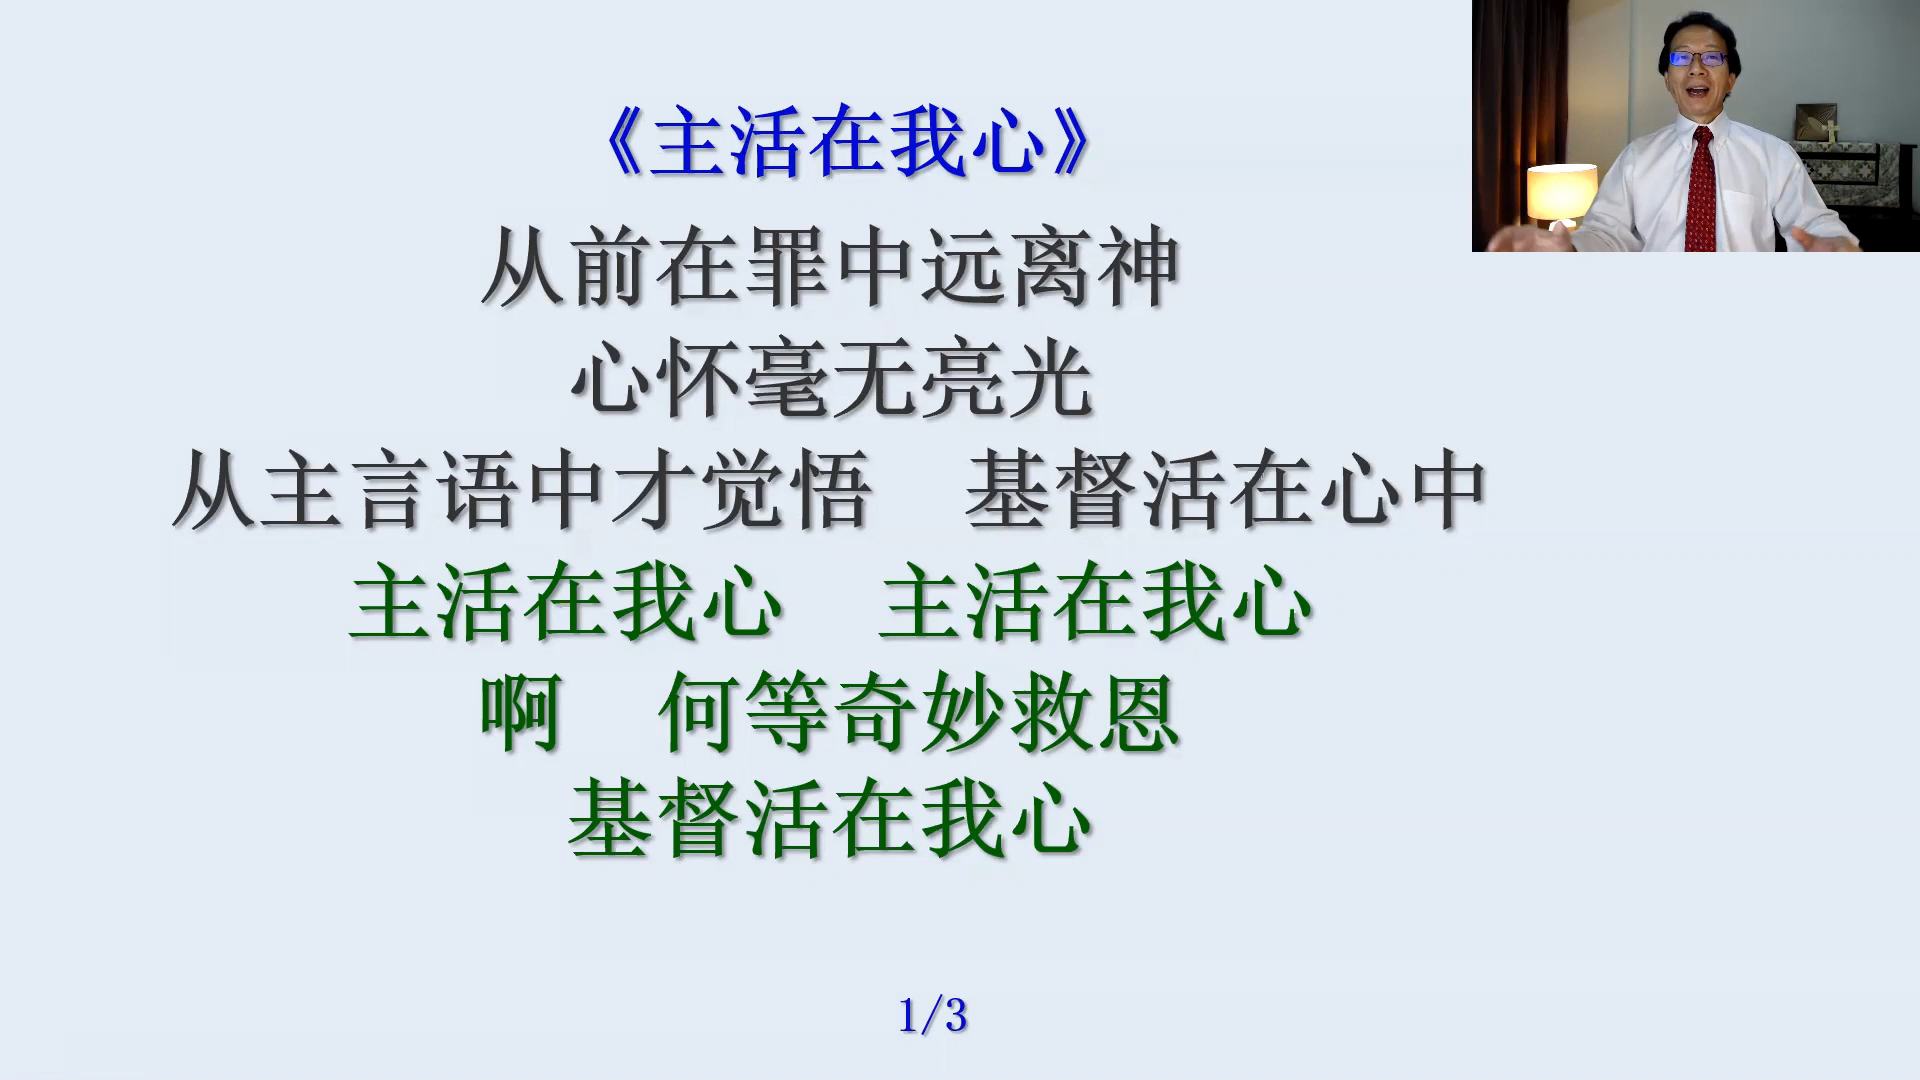 《主活在我心》
从前在罪中远离神
心怀毫无亮光
从主言语中才觉悟　基督活在心中
主活在我心　主活在我心
啊　何等奇妙救恩
基督活在我心
1/3